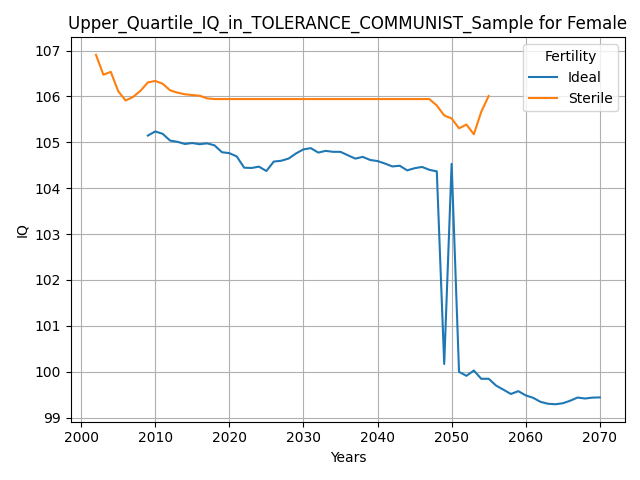 Upper_Quartile_IQ_in_TOLERANCE_COMMUNIST_Sample for Female
Fertility
Ideal
Sterile
IQ
107
106
105
104
103
102
101
100
99
2000
2010
2020
2030
2040
2050
2060
2070
Years